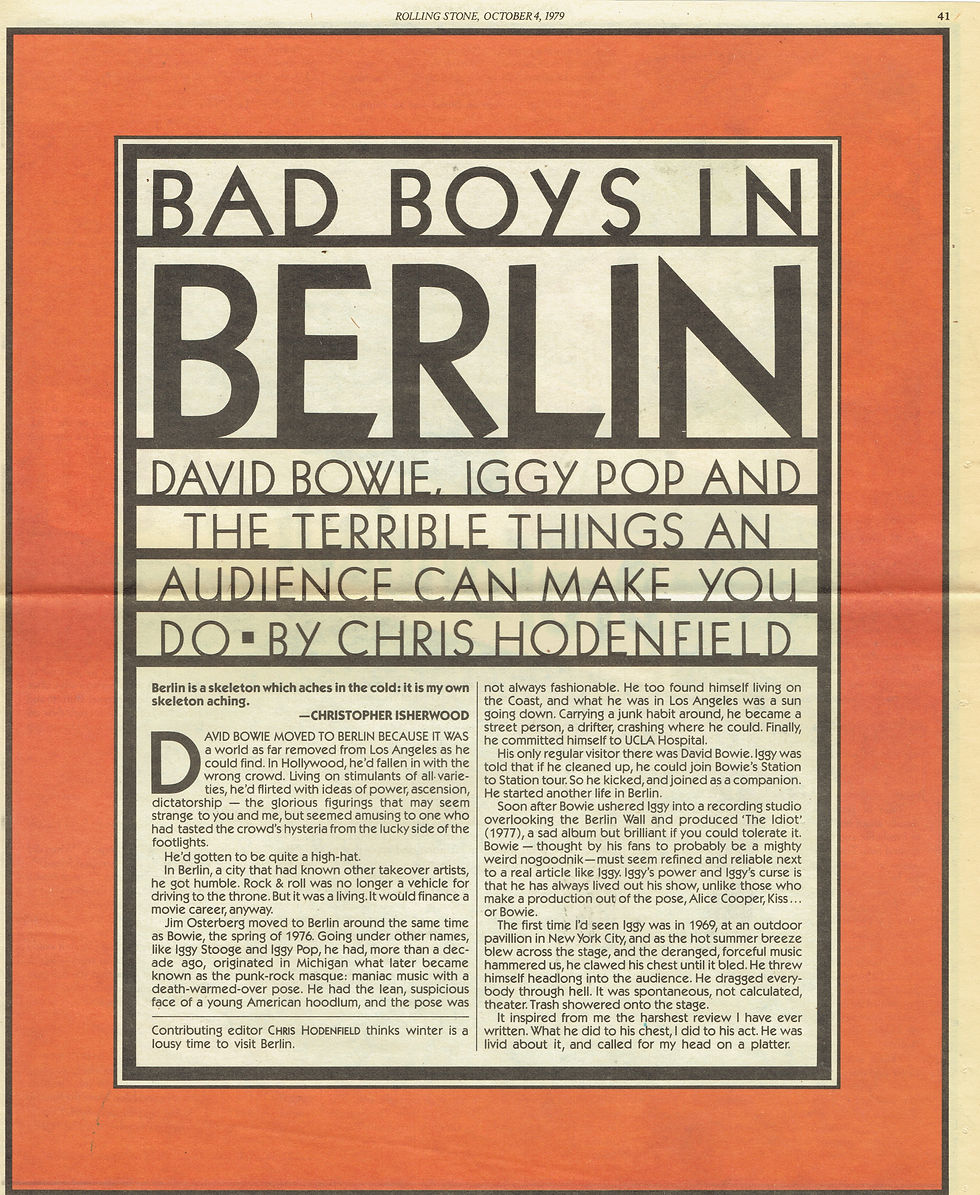 ROLLING STONE, OCTOBER 4, 1979
41
BAD BOYS IN
BERLIN
DAVID BOWIE, IGGY POP AND
THE TERRIBLE THINGS AN
AUDIENCE CAN MAKE YOU
DO ▪ BY CHRIS HODENFIELD
Berlin is a skeleton which aches in the cold: it is my own
skeleton aching.
—CHRISTOPHER ISHERWOOD
DAVID BOWIE MOVED TO BERLIN BECAUSE IT WAS
a world as far removed from Los Angeles as he
could find. In Hollywood, he'd fallen in with the
wrong crowd. Living on stimulants of all varie-
ties, he'd flirted with ideas of power, ascension,
dictatorship — the glorious figurings that may seem
strange to you and me, but seemed amusing to one who
had tasted the crowd's hysteria from the lucky side of the
footlights.
He'd gotten to be quite a high-hat.
In Berlin, a city that had known other takeover artists,
he got humble. Rock & roll was no longer a vehicle for
driving to the throne. But it was a living. It would finance a
movie career, anyway.
Jim Osterberg moved to Berlin around the same time
as Bowie, the spring of 1976. Going under other names,
like Iggy Stooge and Iggy Pop, he had, more than a dec-
ade ago, originated in Michigan what later became
known as the punk-rock masque: maniac music with a
death-warmed-over pose. He had the lean, suspicious
face of a young American hoodlum, and the pose was
Contributing editor CHRIS HODENFIELD thinks winter is a
lousy time to visit Berlin.
not always fashionable. He too found himself living on
the Coast, and what he was in Los Angeles was a sun
going down. Carrying a junk habit around, he became a
street person, a drifter, crashing where he could. Finally,
he committed himself to UCLA Hospital.
His only regular visitor there was David Bowie. Iggy was
told that if he cleaned up, he could join Bowie's Station
to Station tour. So he kicked, and joined as a companion.
He started another life in Berlin.
Soon after Bowie ushered Iggy into a recording studio
overlooking the Berlin Wall and produced 'The Idiot'
(1977), a sad album but brilliant if you could tolerate it.
Bowie — thought by his fans to probably be a mighty
weird nogoodnik — must seem refined and reliable next
to a real article like Iggy. Iggy's power and Iggy's curse is
that he has always lived out his show, unlike those who
make a production out of the pose, Alice Cooper, Kiss...
or Bowie.
The first time I'd seen Iggy was in 1969, at an outdoor
pavillion in New York City, and as the hot summer breeze
blew across the stage, and the deranged, forceful music
hammered us, he clawed his chest until it bled. He threw
himself headlong into the audience. He dragged every-
body through hell. It was spontaneous, not calculated,
theater. Trash showered onto the stage.
It inspired from me the harshest review I have ever
written. What he did to his chest, I did to his act. He was
livid about it, and called for my head on a platter.